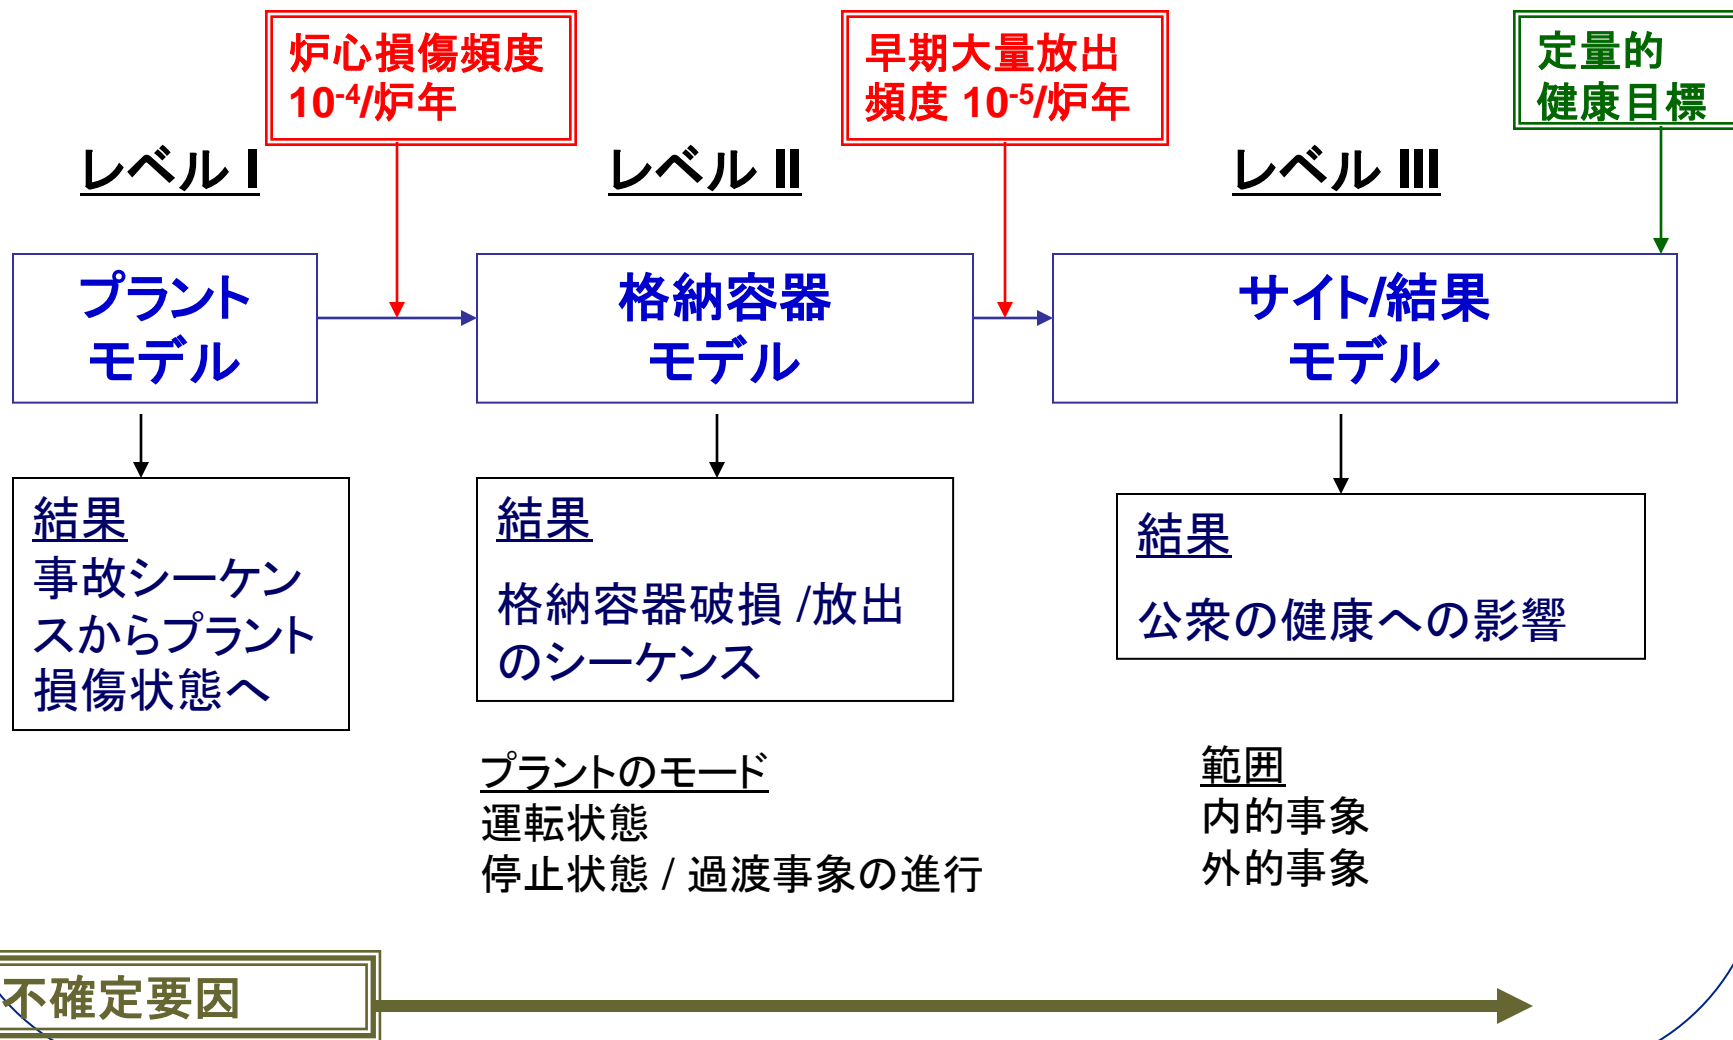 炉心損傷頻度
10-4/炉年
早期大量放出
頻度 10-5/炉年
定量的
健康目標
レベル I
レベル II
レベル III
プラント
モデル
格納容器
モデル
サイト/結果
モデル
結果
事故シーケン
スからプラント
損傷状態へ
結果
格納容器破損 /放出
のシーケンス
結果
公衆の健康への影響
プラントのモード
運転状態
停止状態 / 過渡事象の進行
範囲
内的事象
外的事象
不確定要因